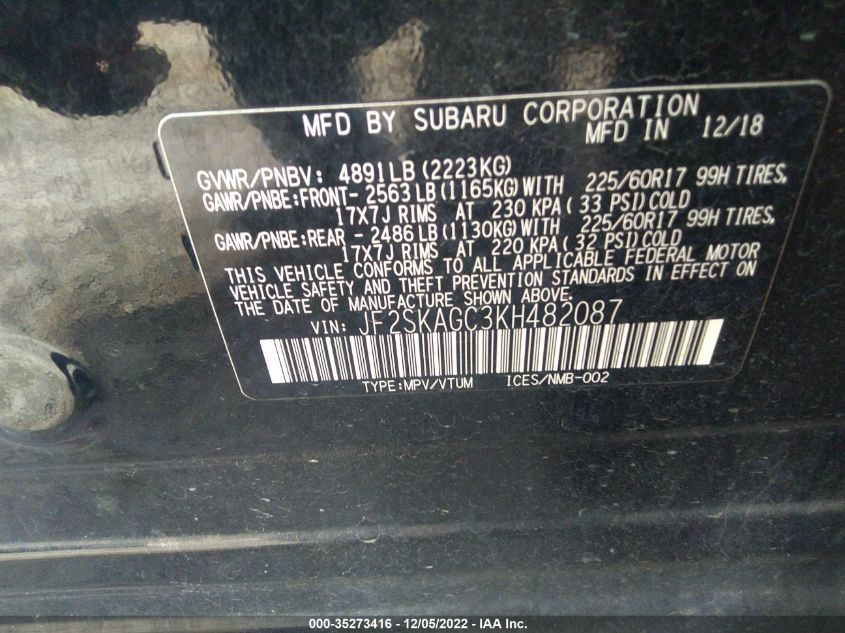 MFD BY SUBARU CORPORATION
MFD IN 12/18
GVWR/PNBV: 4891LB(2223KG)
GAWR/PNBE:FRONT- 2563LB(1165KG)WITH 225/60R17 99H TIRES,
17X7J RIMS AT 230 KPA(33 PSI)COLD
GAWR/PNBE:REAR - 2486LB(1130KG)WITH 225/60R17 99H TIRES,
17X7J RIMS AT 220 KPA(32 PSI)COLD
THIS VEHICLE CONFORMS TO ALL APPLICABLE FEDERAL MOTOR
VEHICLE SAFETY AND THEFT PREVENTION STANDARDS IN EFFECT ON
THE DATE OF MANUFACTURE SHOWN ABOVE.
VIN: JF2SKAGC3KH482087
TYPE:MPV/VTUM ICES/NMB-002
000-35273416 - 12/05/2022 - IAA Inc.